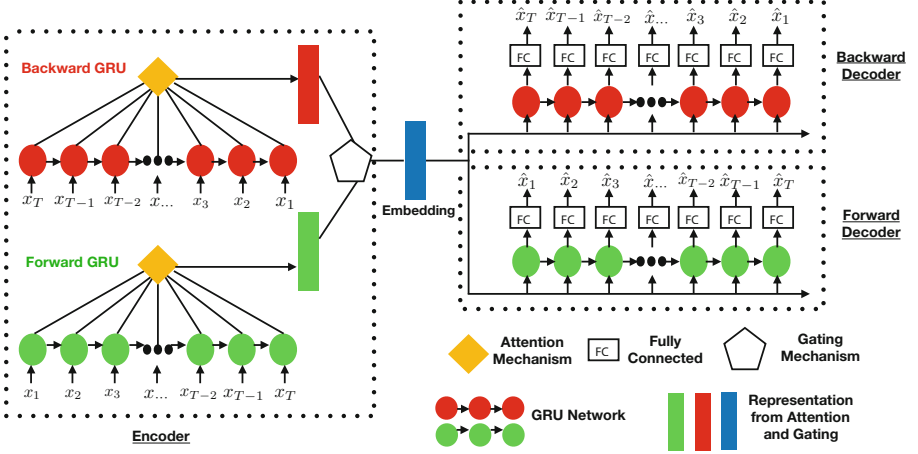 Backward GRU
x_T x_{T-1} x_{T-2} x... x_3 x_2 x_1
Forward GRU
x_1 x_2 x_3 x... x_{T-2} x_{T-1} x_T
Encoder
Embedding
x̂_T x̂_{T-1} x̂_{T-2} x̂... x̂_3 x̂_2 x̂_1
FC FC FC FC FC FC FC
Backward
Decoder
x̂_1 x̂_2 x̂_3 x̂... x̂_{T-2} x̂_{T-1} x̂_T
FC FC FC FC FC FC FC
Forward
Decoder
Attention
Mechanism
FC
Fully
Connected
Gating
Mechanism
GRU Network
Representation
from Attention
and Gating